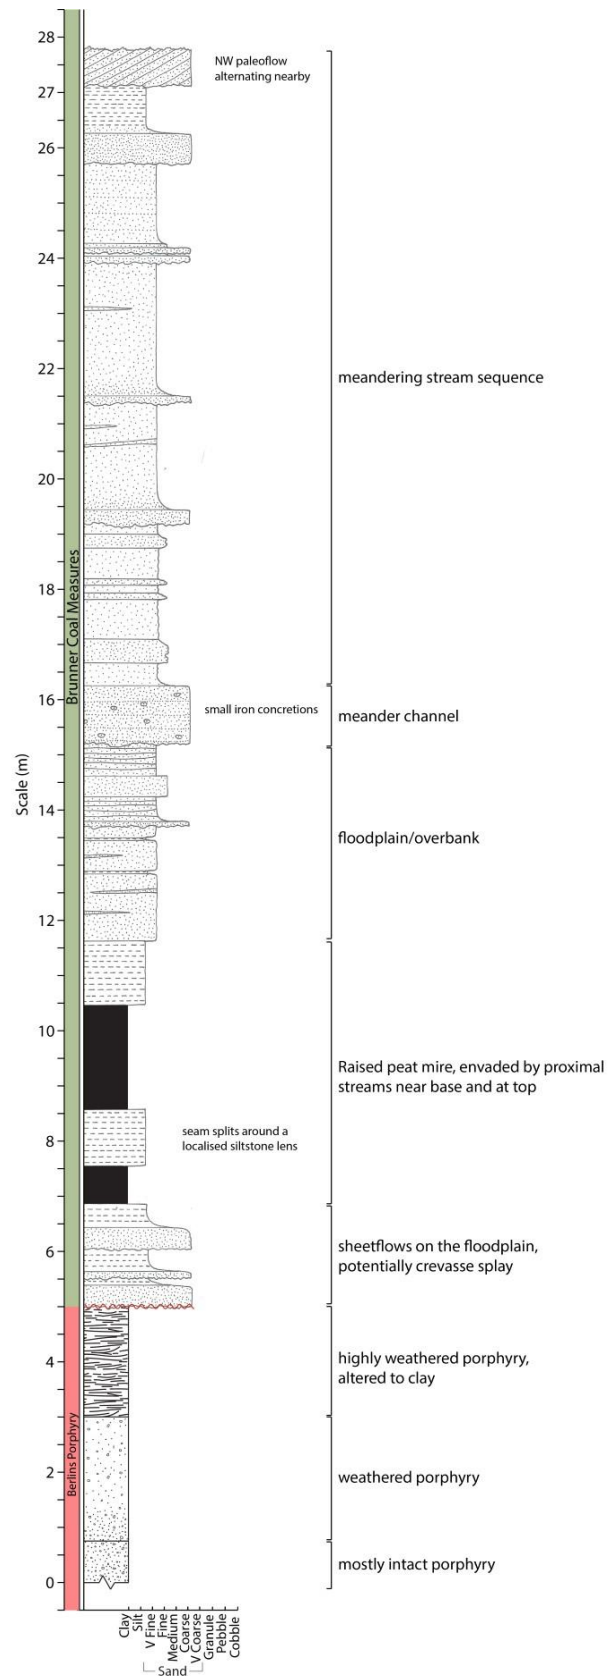 28
NW paleoflow
alternating nearby
27
26
24
meandering stream sequence
22
20
18
Brunner Coal Measures
16
small iron concretions
meander channel
Scale (m)
14
floodplain/overbank
12
10
Raised peat mire, envaded by proximal
streams near base and at top
seam splits around a
localised siltstone lens
8
6
sheetflows on the floodplain,
potentially crevasse splay
4
highly weathered porphyry,
altered to clay
Berlins Porphyry
2
weathered porphyry
mostly intact porphyry
0
Clay
Silt
V Fine
Fine
Medium
Coarse
V Coarse
Granule
Pebble
Cobble
Sand